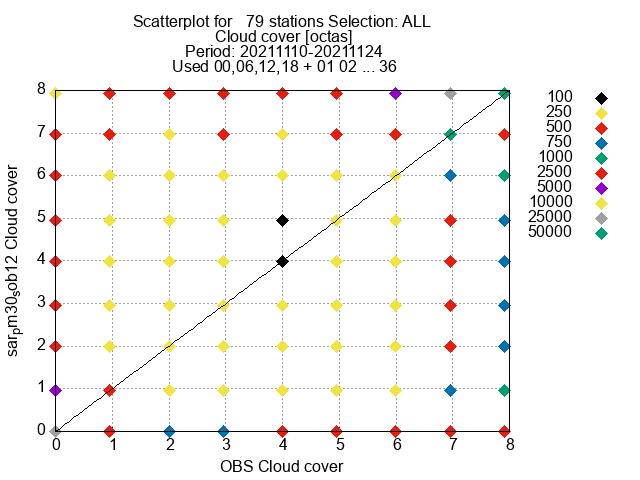 Scatterplot for 79 stations Selection: ALL
Cloud cover [octas]
Period: 20211110-20211124
Used 00,06,12,18 + 01 02 ... 36
8
7
6
5
4
3
2
1
0
sarpm30sob12 Cloud cover
0 1 2 3 4 5 6 7 8
OBS Cloud cover
100
250
500
750
1000
2500
5000
10000
25000
50000